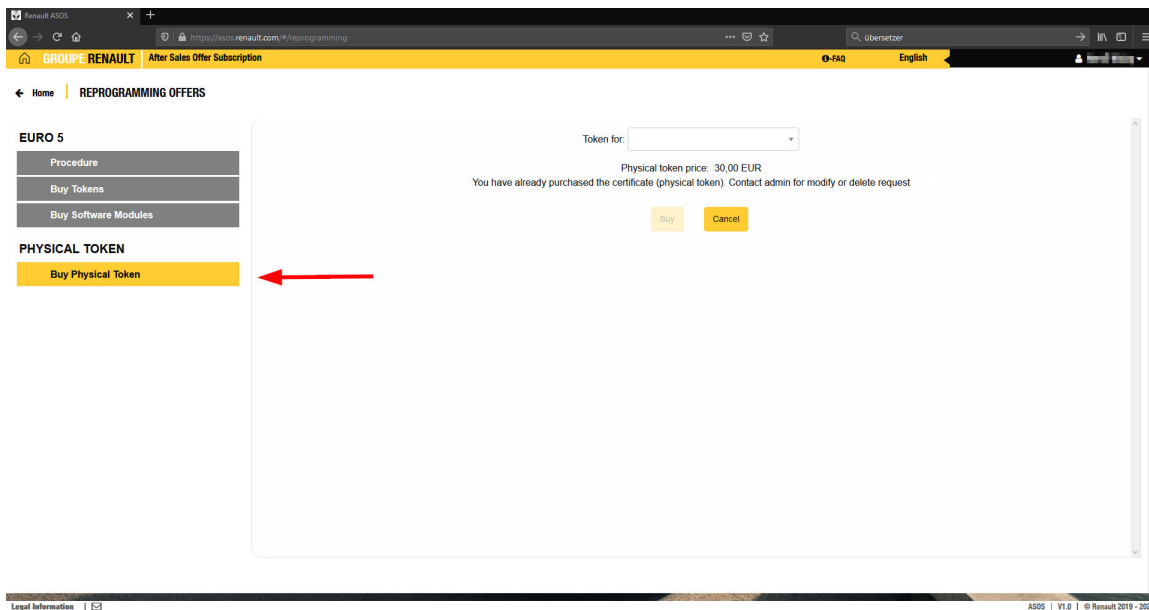 Renault ASOS
https://asos.renault.com/#/reprogramming
übersetzer
GROUPE RENAULT After Sales Offer Subscription
FAQ
English
Home REPROGRAMMING OFFERS
EURO 5
Procedure
Buy Tokens
Buy Software Modules
PHYSICAL TOKEN
Buy Physical Token
Token for:
Physical token price: 30,00 EUR
You have already purchased the certificate (physical token). Contact admin for modify or delete request
Buy Cancel
Legal Information |
ASOS | V1.0 | © Renault 2019 - 202